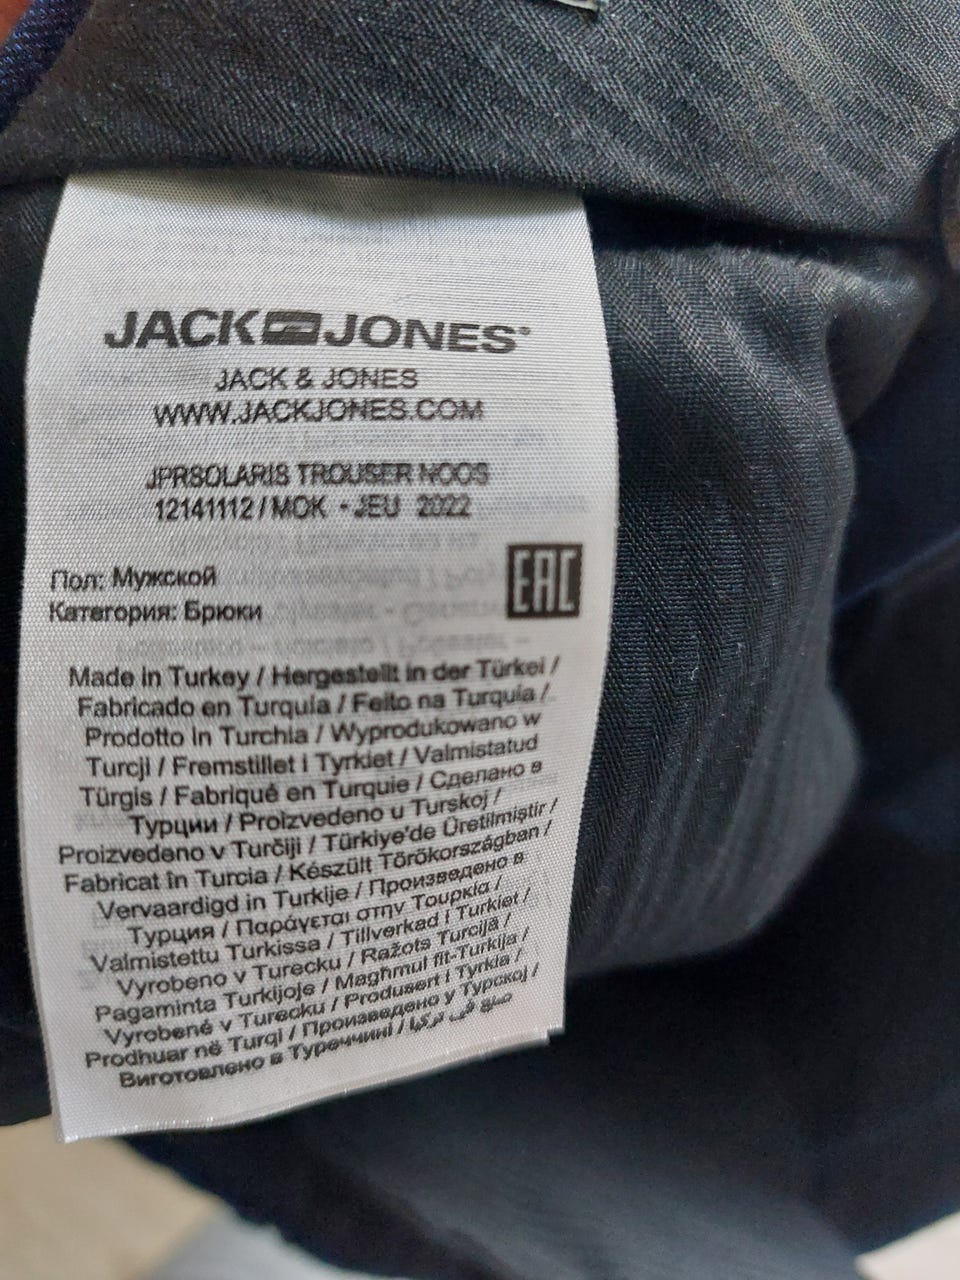 JACK JONES®
JACK & JONES
WWW.JACKJONES.COM
JPRSOLARIS TROUSER NOOS
12141112 / MOK - JEU 2022
EAC
Пол: Мужской
Категория: Брюки
Made in Turkey / Hergestellt in der Türkei /
Fabricado en Turquía / Feito na Turquia /
Prodotto in Turchia / Wyprodukowano w
Turcji / Fremstillet i Tyrkiet / Valmistatud
Türgis / Fabriqué en Turquie / Сделано в
Турции / Proizvedeno u Turskoj /
Proizvedeno v Turčiji / Türkiye'de Üretilmiştir /
Fabricat în Turcia / Készült Törökországban /
Vervaardigd in Turkije / Произведено в
Турция / Παράγεται στην Τουρκία /
Valmistettu Turkissa / Tillverkad i Turkiet /
Vyrobeno v Turecku / Ražots Turcijā /
Pagaminta Turkijoje / Magħmul fit-Turkija /
Vyrobené v Turecku / Produsert i Tyrkia /
Prodhuar në Turqi / Произведено у Турској /
Виготовлено в Туреччині / صنع في تركيا